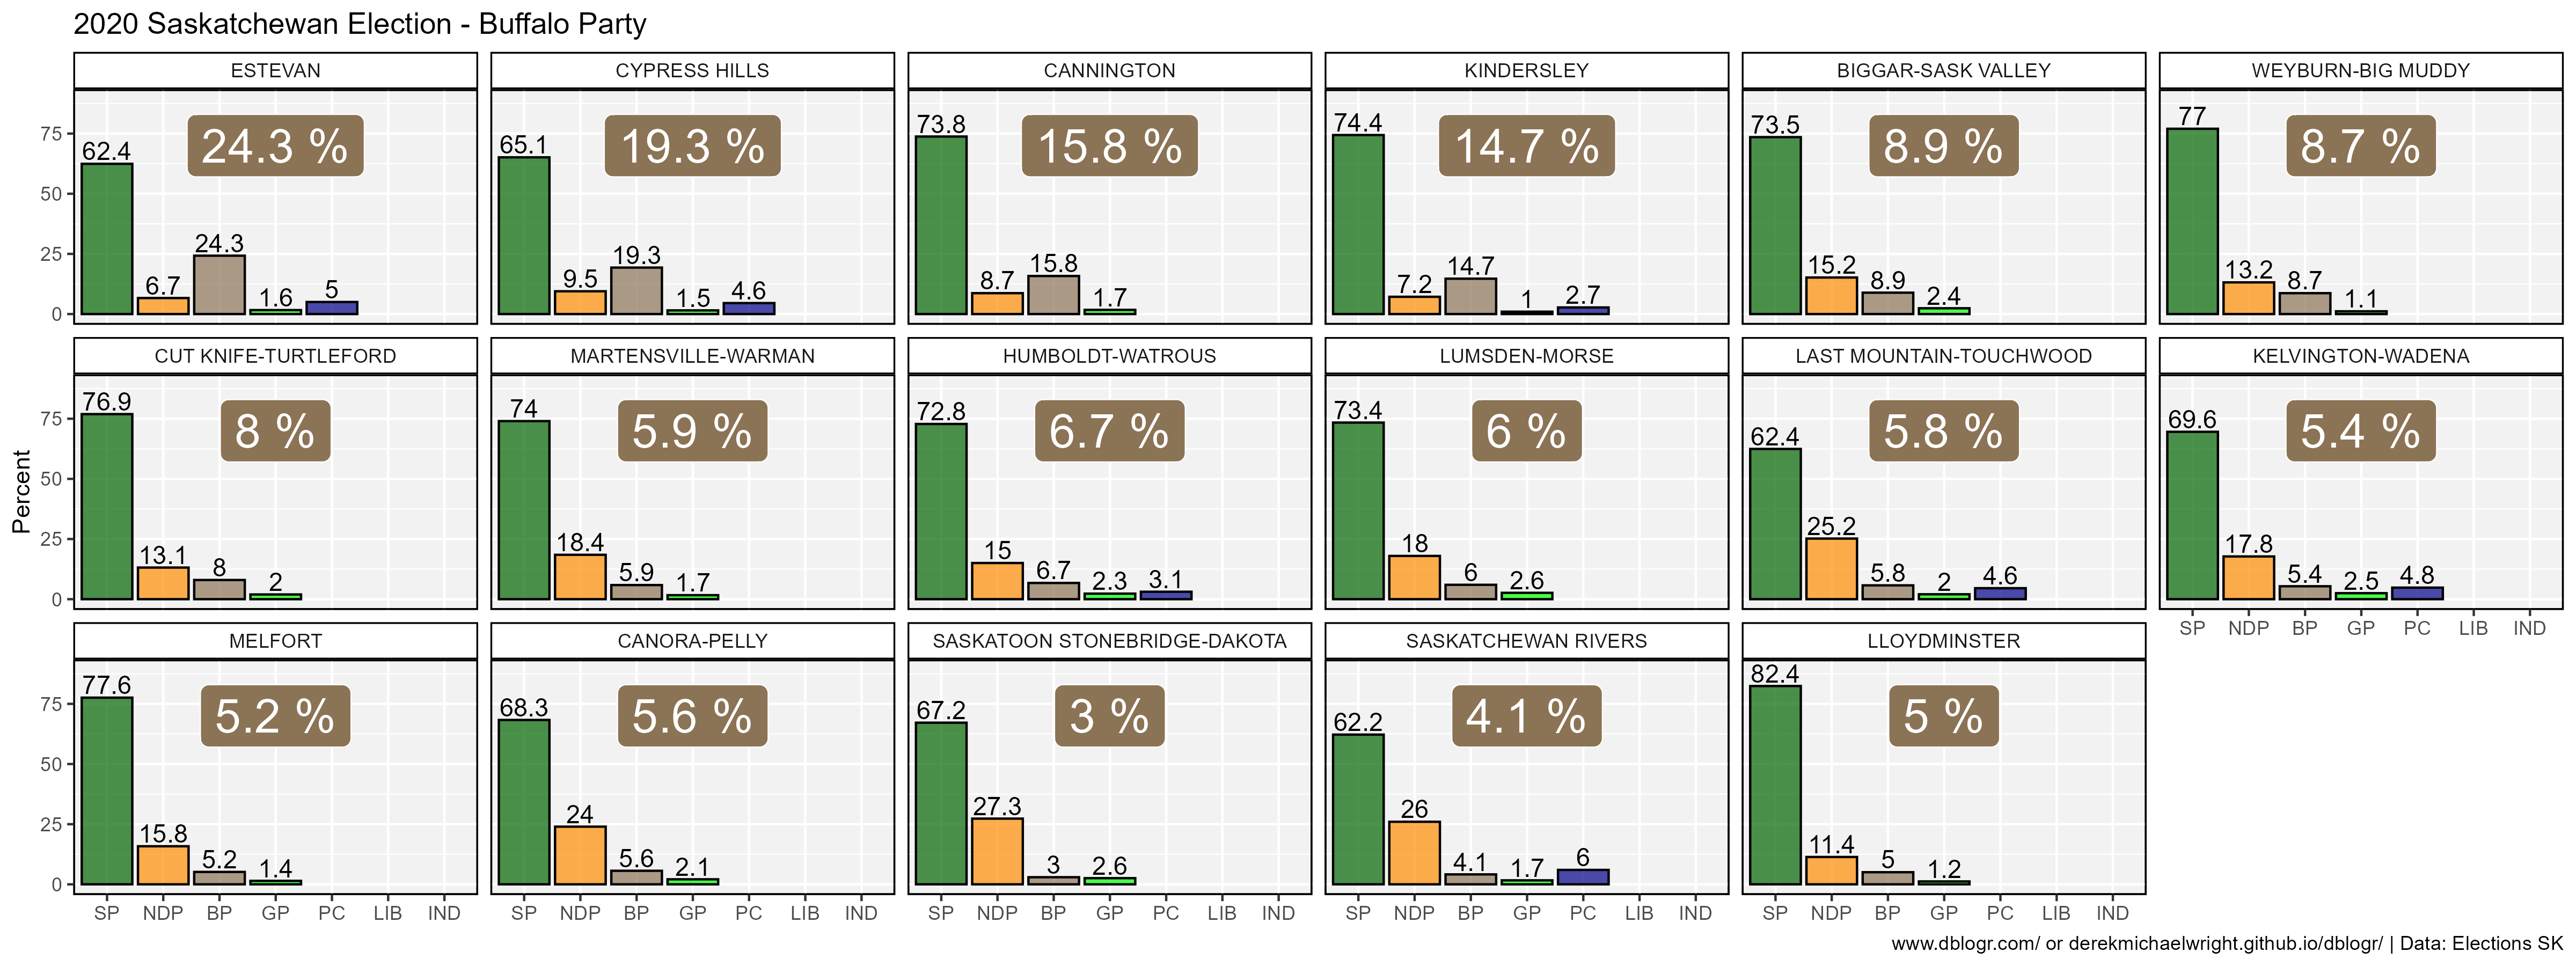 2020 Saskatchewan Election - Buffalo Party
ESTEVAN CYPRESS HILLS CANNINGTON KINDERSLEY BIGGAR-SASK VALLEY WEYBURN-BIG MUDDY
75 50 25 0
62.4 6.7 24.3 1.6 5
24.3 %
65.1 9.5 19.3 1.5 4.6
19.3 %
73.8 8.7 15.8 1.7
15.8 %
74.4 7.2 14.7 1 2.7
14.7 %
73.5 15.2 8.9 2.4
8.9 %
77 13.2 8.7 1.1
8.7 %
Percent
CUT KNIFE-TURTLEFORD MARTENSVILLE-WARMAN HUMBOLDT-WATROUS LUMSDEN-MORSE LAST MOUNTAIN-TOUCHWOOD KELVINGTON-WADENA
75 50 25 0
76.9 13.1 8 2
8 %
74 18.4 5.9 1.7
5.9 %
72.8 15 6.7 2.3 3.1
6.7 %
73.4 18 6 2.6
6 %
62.4 25.2 5.8 2 4.6
5.8 %
69.6 17.8 5.4 2.5 4.8
5.4 %
SP NDP BP GP PC LIB IND
MELFORT CANORA-PELLY SASKATOON STONEBRIDGE-DAKOTA SASKATCHEWAN RIVERS LLOYDMINSTER
75 50 25 0
77.6 15.8 5.2 1.4
5.2 %
68.3 24 5.6 2.1
5.6 %
67.2 27.3 3 2.6
3 %
62.2 26 4.1 1.7 6
4.1 %
82.4 11.4 5 1.2
5 %
SP NDP BP GP PC LIB IND
SP NDP BP GP PC LIB IND
SP NDP BP GP PC LIB IND
SP NDP BP GP PC LIB IND
SP NDP BP GP PC LIB IND
www.dblogr.com/ or derekmichaelwright.github.io/dblogr/ | Data: Elections SK